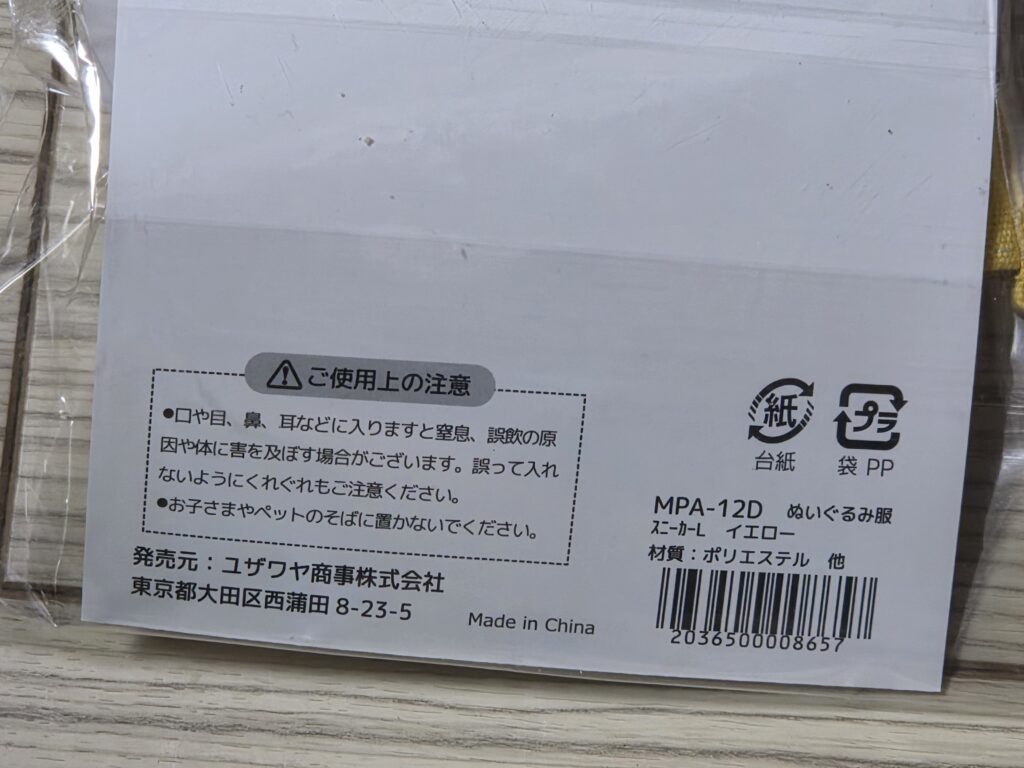 ご使用上の注意
●口や目、鼻、耳などに入りますと窒息、誤飲の原
因や体に害を及ぼす場合がございます。誤って入れ
ないようにくれぐれもご注意ください。
●お子さまやペットのそばに置かないでください。
発売元：ユザワヤ商事株式会社
東京都大田区西蒲田8-23-5
Made in China
紙
プラ
台紙
袋 PP
MPA-12D ぬいぐるみ服
ｽﾆｰｶｰL イエロー
材質：ポリエステル 他
2036500008657